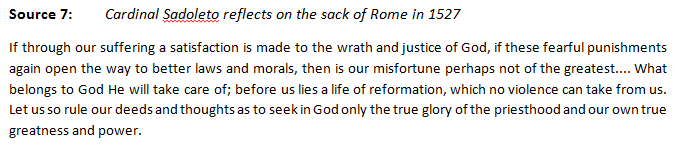 Source 7: Cardinal Sadoleto reflects on the sack of Rome in 1527
If through our suffering a satisfaction is made to the wrath and justice of God, if these fearful punishments
again open the way to better laws and morals, then is our misfortune perhaps not of the greatest.... What
belongs to God He will take care of; before us lies a life of reformation, which no violence can take from us.
Let us so rule our deeds and thoughts as to seek in God only the true glory of the priesthood and our own true
greatness and power.